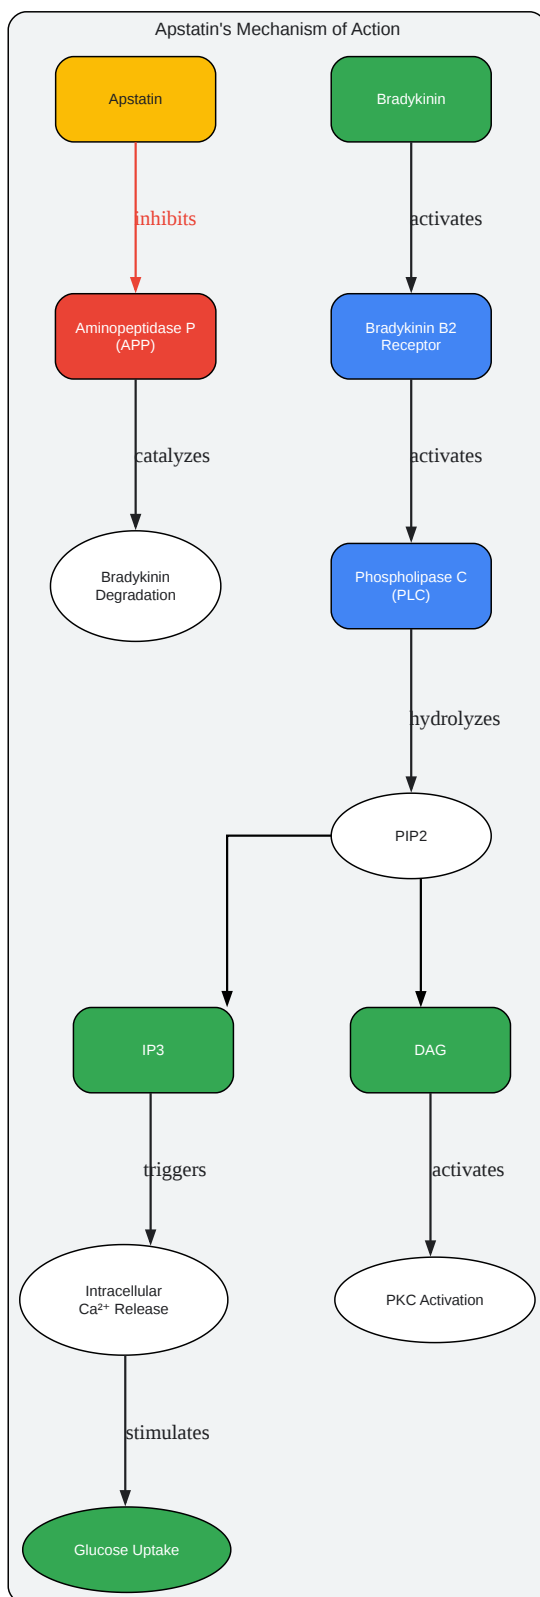 Apstatin's Mechanism of Action
Apstatin
Bradykinin
inhibits
activates
Aminopeptidase P
(APP)
Bradykinin B2
Receptor
catalyzes
activates
Bradykinin
Degradation
Phospholipase C
(PLC)
hydrolyzes
PIP2
IP3
DAG
triggers
activates
Intracellular
Ca²⁺ Release
PKC Activation
stimulates
Glucose Uptake